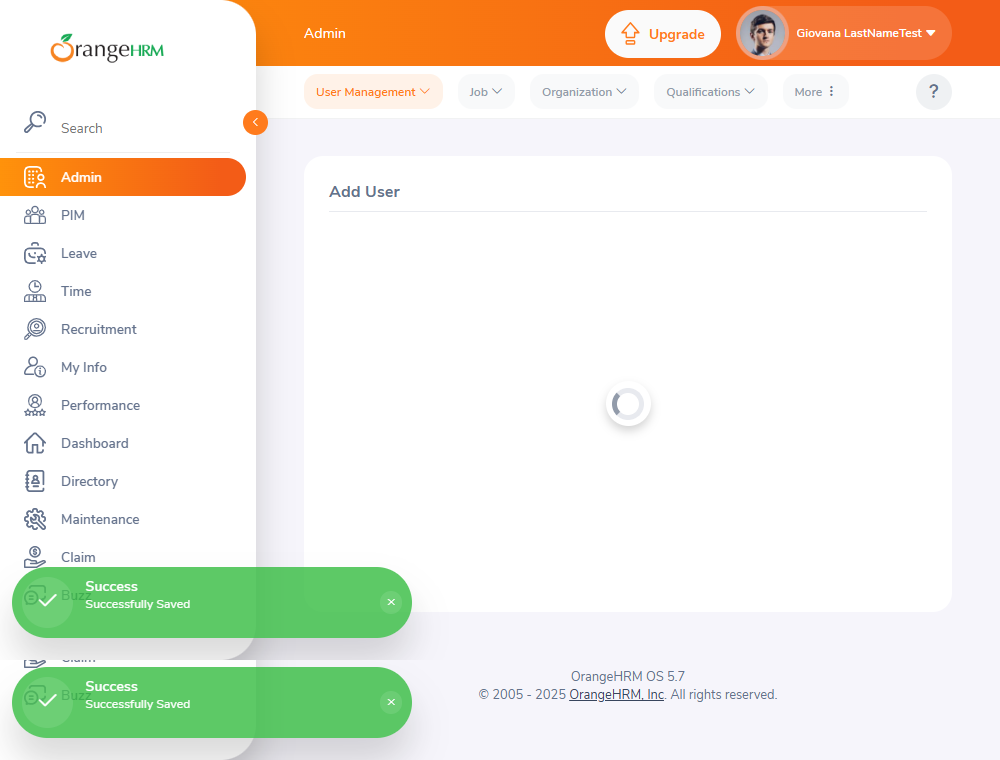 OrangeHRM
Admin
Upgrade
Giovana LastNameTest
User Management
Job
Organization
Qualifications
More
?
Search
Admin
PIM
Leave
Time
Recruitment
My Info
Performance
Dashboard
Directory
Maintenance
Claim
Buzz
Add User
Success
Successfully Saved
Claim
Buzz
Success
Successfully Saved
OrangeHRM OS 5.7
© 2005 - 2025 OrangeHRM, Inc. All rights reserved.